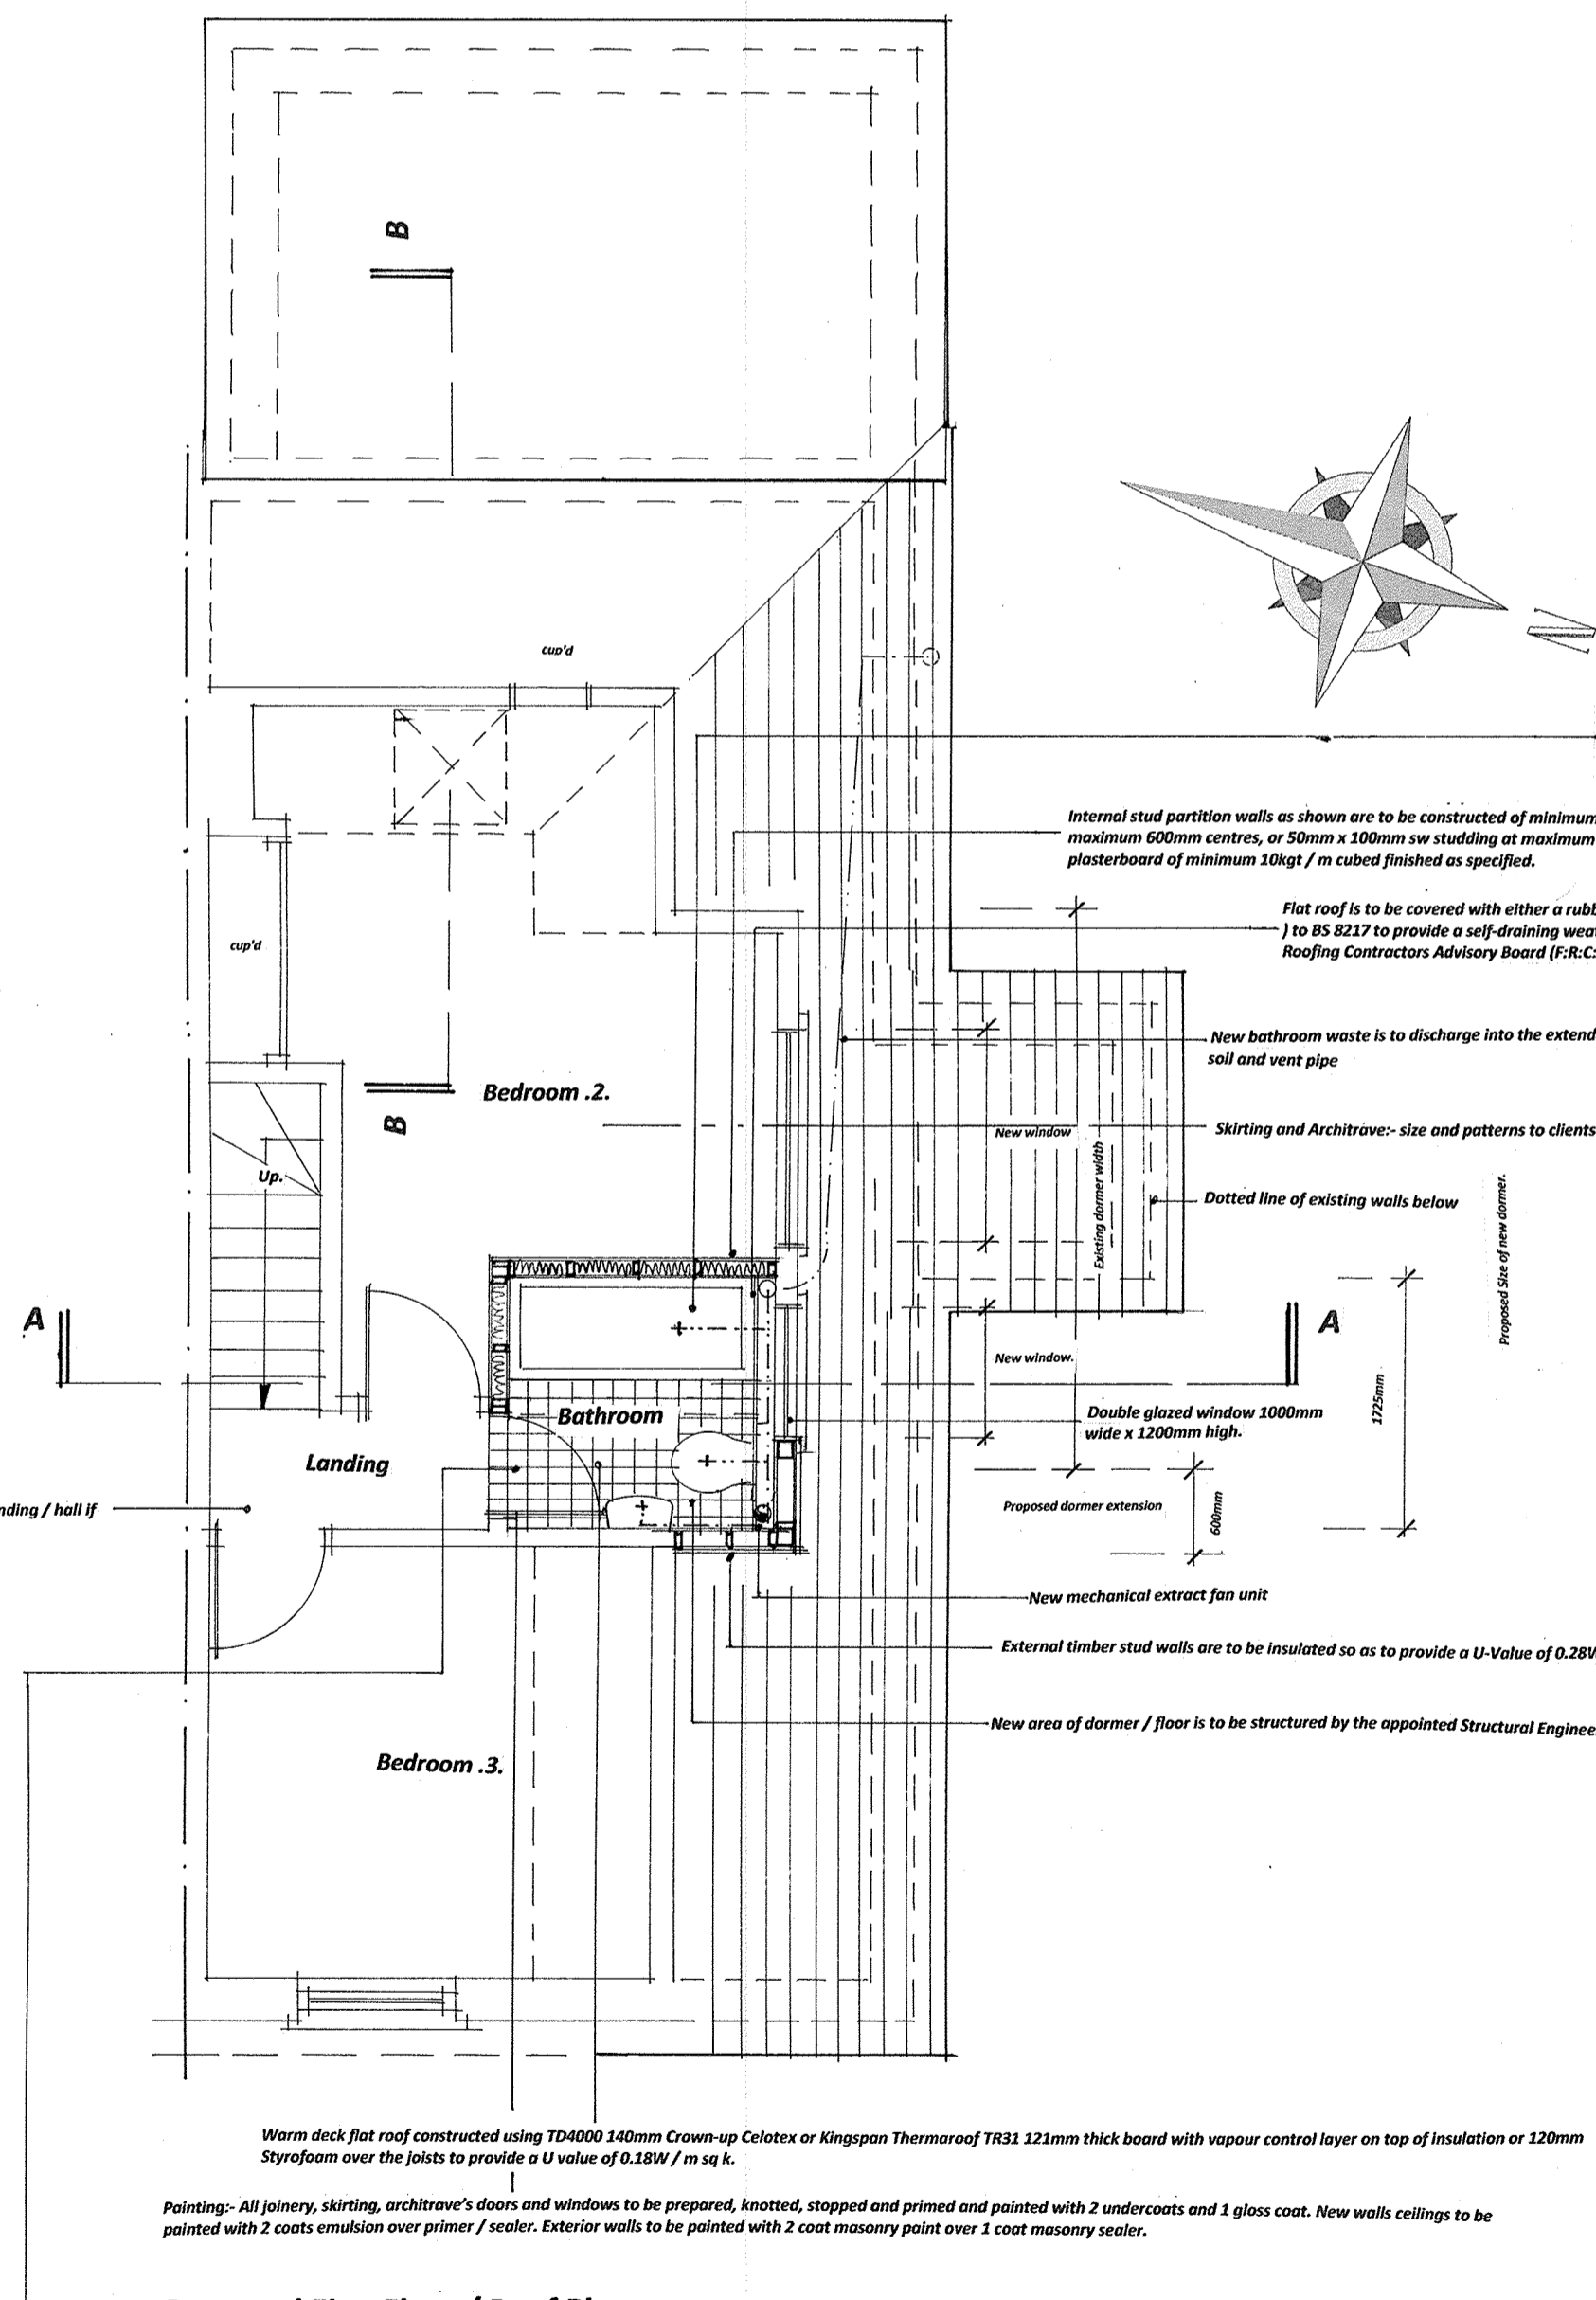 B
cup'd
Internal stud partition walls as shown are to be constructed of minimum
maximum 600mm centres, or 50mm x 100mm sw studding at maximum
plasterboard of minimum 10kgt / m cubed finished as specified.
Flat roof is to be covered with either a
) to BS 8217 to provide a self-draining
Roofing Contractors Advisory Board (F:R:C:
cup'd
New bathroom waste is to discharge into the extend
soil and vent pipe
Bedroom .2.
B
New window
Skirting and Architrave:- size and patterns to clients
Existing dormer width
Up.
Dotted line of existing walls below
Proposed Size of new dormer.
A
A
New window.
1725mm
Bathroom
Double glazed window 1000mm
wide x 1200mm high.
Landing
nding / hall if
Proposed dormer extension
600mm
New mechanical extract fan unit
External timber stud walls are to be insulated so as to provide a U-Value of 0.28W
New area of dormer / floor is to be structured by the appointed Structural Enginee
Bedroom .3.
Warm deck flat roof constructed using TD4000 140mm Crown-up Celotex or Kingspan Thermaroof TR31 121mm thick board with vapour control layer on top of insulation or 120mm
Styrofoam over the joists to provide a U value of 0.18W / m sq k.
Painting:- All joinery, skirting, architrave's doors and windows to be prepared, knotted, stopped and primed and painted with 2 undercoats and 1 gloss coat. New walls ceilings to be
painted with 2 coats emulsion over primer / sealer. Exterior walls to be painted with 2 coat masonry paint over 1 coat masonry sealer.